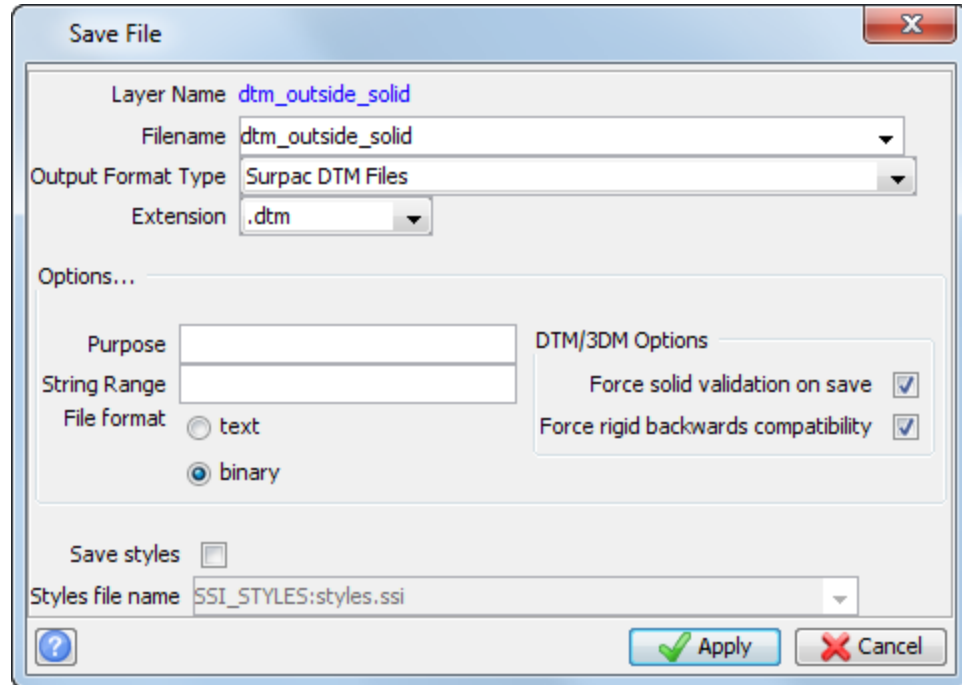 Save File
Layer Name dtm_outside_solid
Filename dtm_outside_solid
Output Format Type Surpac DTM Files
Extension .dtm
Options...
Purpose
String Range
File format text
binary
DTM/3DM Options
Force solid validation on save
Force rigid backwards compatibility
Save styles
Styles file name SSI_STYLES:styles.ssi
? Apply Cancel